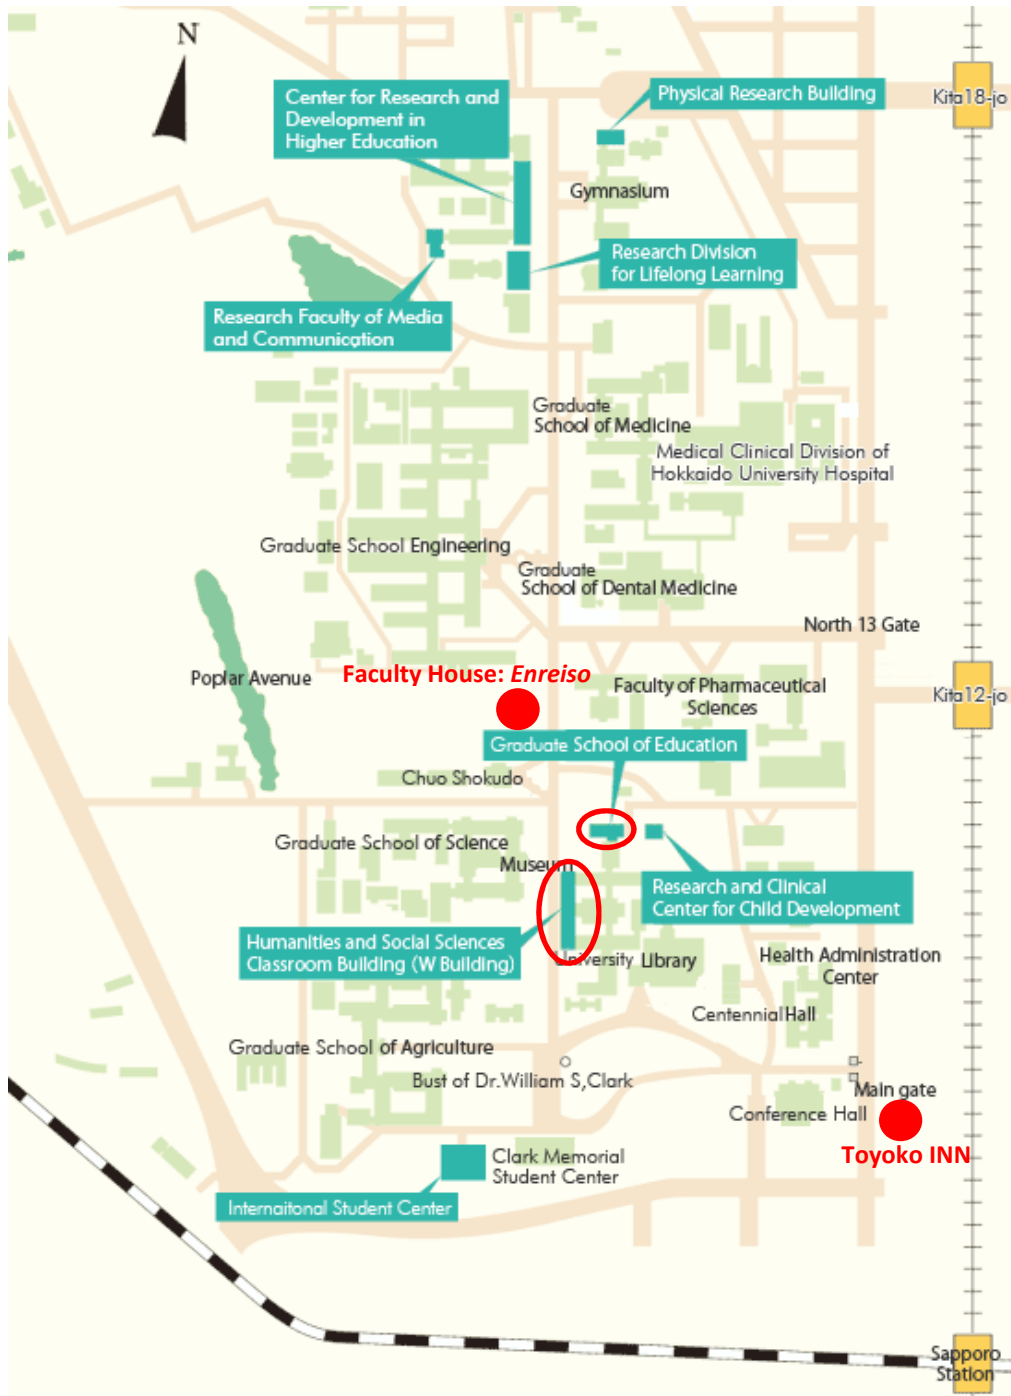 N
Center for Research and
Development in
Higher Education
Physical Research Building
Kita18-jo
Gymnasium
Research Division
for Lifelong Learning
Research Faculty of Media
and Communication
Graduate
School of Medicine
Medical Clinical Division of
Hokkaido University Hospital
Graduate School Engineering
Graduate
School of Dental Medicine
North 13 Gate
Poplar Avenue
Faculty House: Enreiso
Faculty of Pharmaceutical
Sciences
Kita12-jo
Graduate School of Education
Chuo Shokudo
Graduate School of Science
Museum
Research and Clinical
Center for Child Development
Humanities and Social Sciences
Classroom Building (W Building)
University Library
Health Administration
Center
Centennial Hall
Graduate School of Agriculture
Bust of Dr.William S,Clark
Main gate
Conference Hall
Toyoko INN
Clark Memorial
Student Center
Internaitonal Student Center
Sapporo
Station